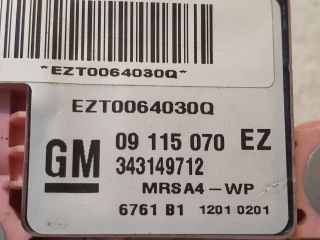 *EZT0064030Q*
EZT0064030Q
GM 09 115 070 EZ
343149712
MRSA4-WP
6761 B1 1201 0201